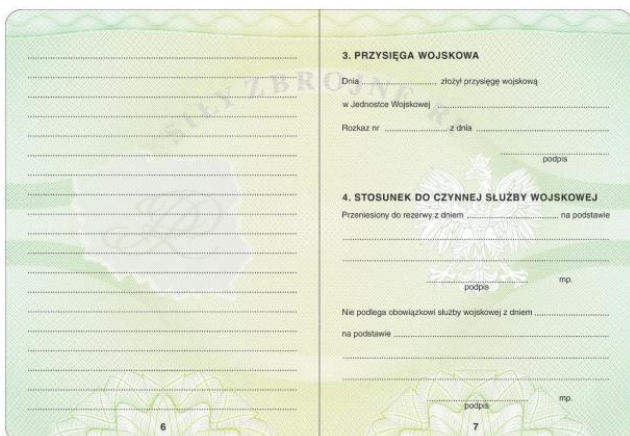 SIŁY ZBROJNE RP
6
3. PRZYSIĘGA WOJSKOWA
Dnia ........................ złożył przysięgę wojskową
w Jednostce Wojskowej ........................
Rozkaz nr ........................ z dnia ........................
podpis
4. STOSUNEK DO CZYNNEJ SŁUŻBY WOJSKOWEJ
Przeniesiony do rezerwy z dniem ........................ na podstawie
mp.
podpis
Nie podlega obowiązkowi służby wojskowej z dniem ........................
na podstawie ........................
mp.
podpis
7